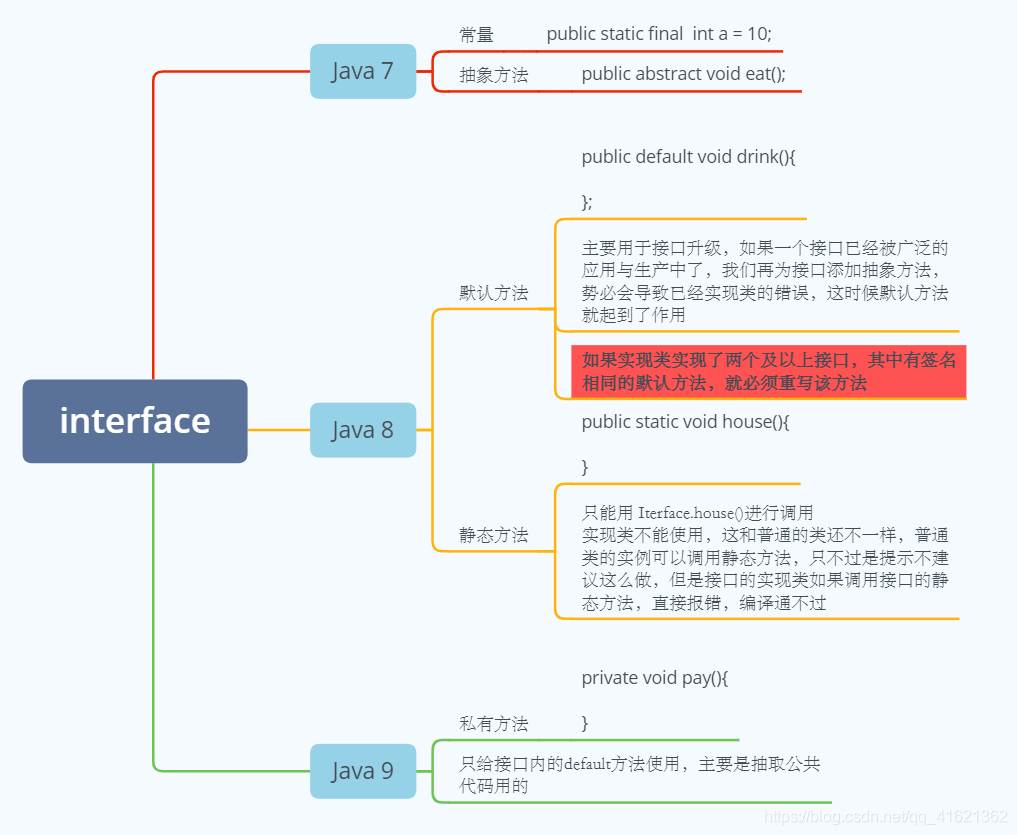 interface
Java 7
常量 public static final int a = 10;
抽象方法 public abstract void eat();
Java 8
默认方法
public default void drink(){
};
主要用于接口升级，如果一个接口已经被广泛的
应用与生产中了，我们再为接口添加抽象方法，
势必会导致已经实现类的错误，这时候默认方法
就起到了作用
如果实现类实现了两个及以上接口，其中有签名
相同的默认方法，就必须重写该方法
静态方法
public static void house(){
}
只能用 Iterface.house()进行调用
实现类不能使用，这和普通的类还不一样，普通
类的实例可以调用静态方法，只不过是提示不建
议这么做，但是接口的实现类如果调用接口的静
态方法，直接报错，编译通不过
Java 9
私有方法
private void pay(){
}
只给接口内的default方法使用，主要是抽取公共
代码用的
https://blog.csdn.net/qq_41621362